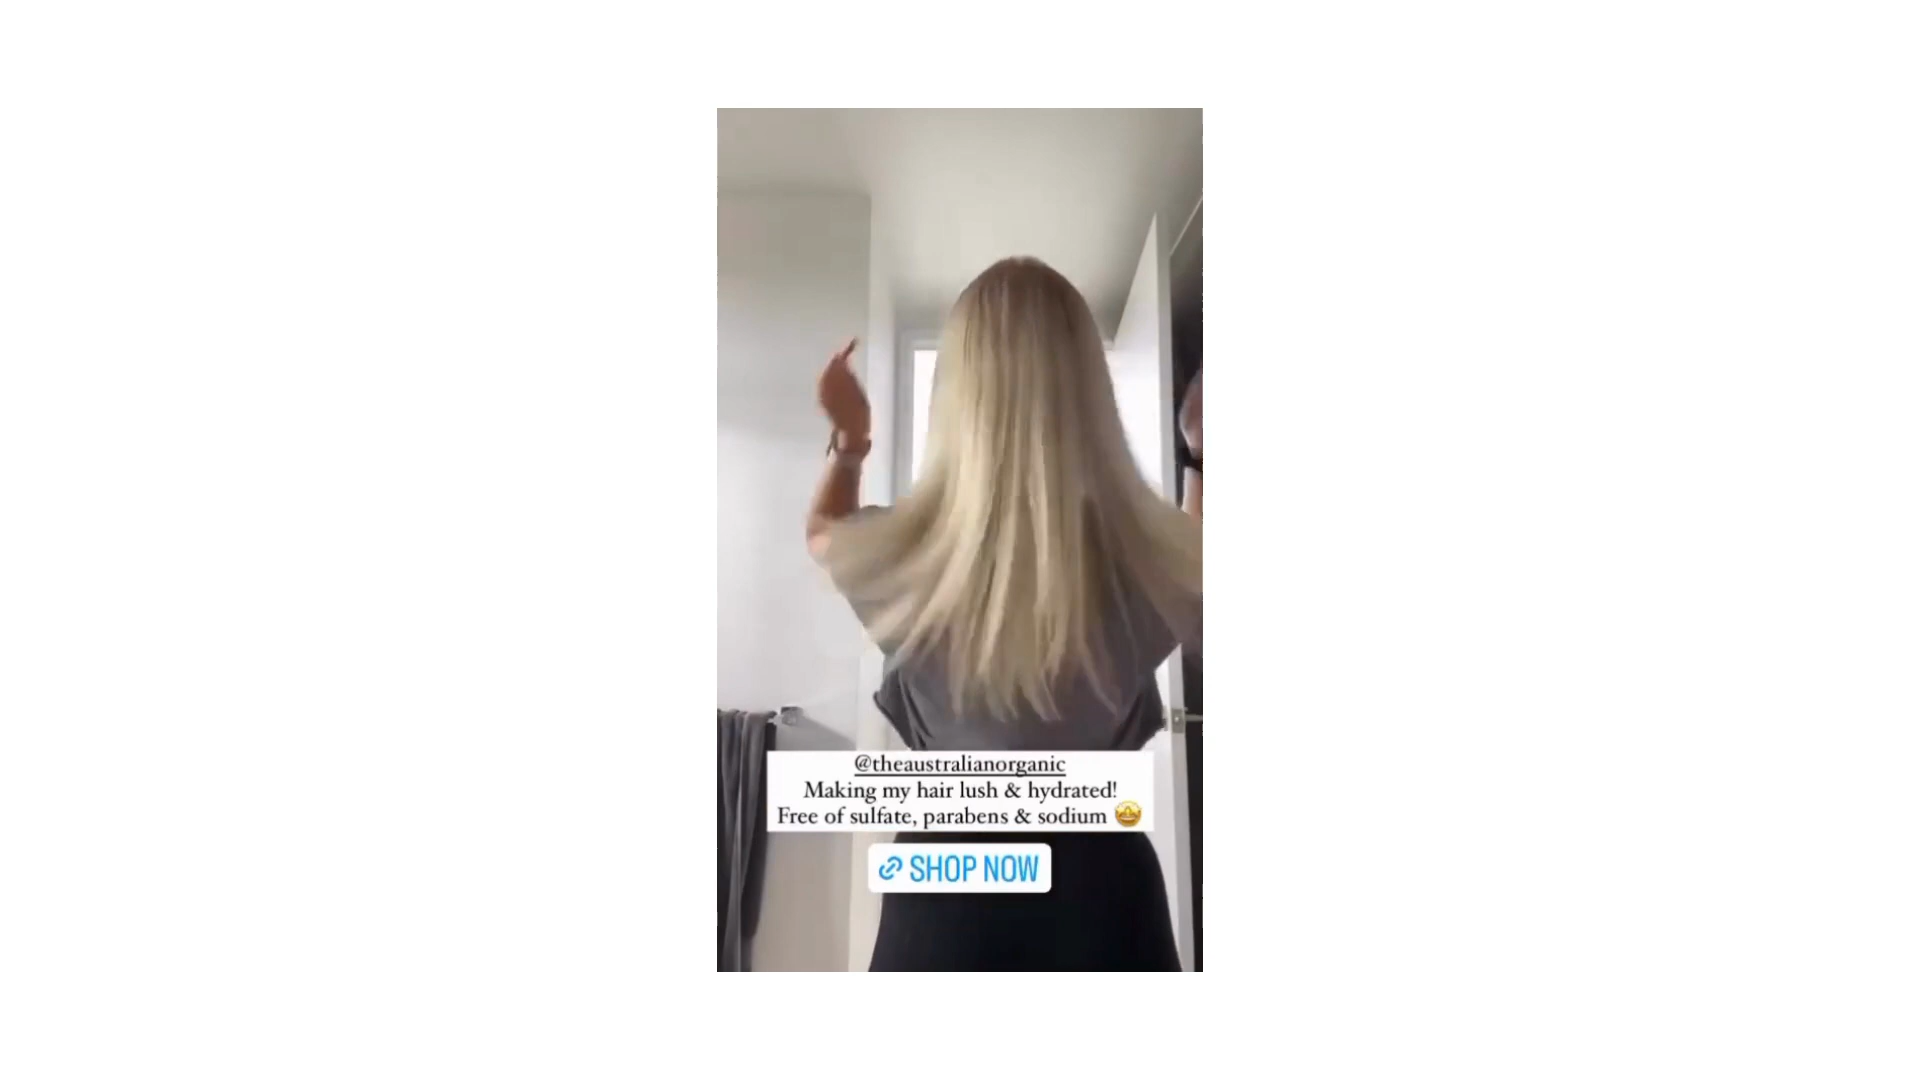 @theaustralianorganic
Making my hair lush & hydrated!
Free of sulfate, parabens & sodium 🤩
SHOP NOW